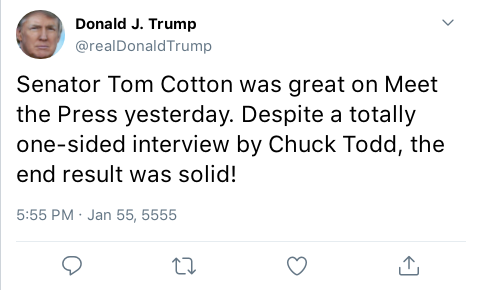 Donald J. Trump
@realDonaldTrump
Senator Tom Cotton was great on Meet
the Press yesterday. Despite a totally
one-sided interview by Chuck Todd, the
end result was solid!
5:55 PM · Jan 55, 5555